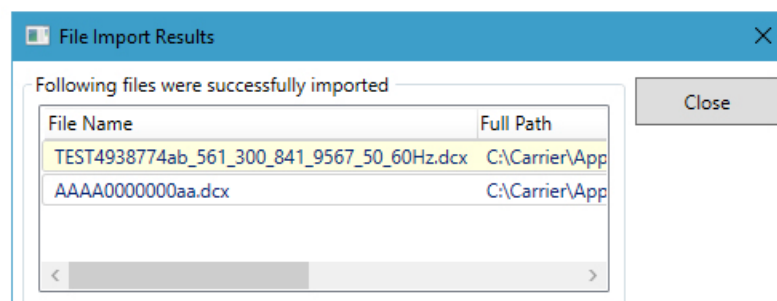 File Import Results
Following files were successfully imported
Close
File Name Full Path
TEST4938774ab_561_300_841_9567_50_60Hz.dcx C:\Carrier\App
AAAA0000000aa.dcx C:\Carrier\App